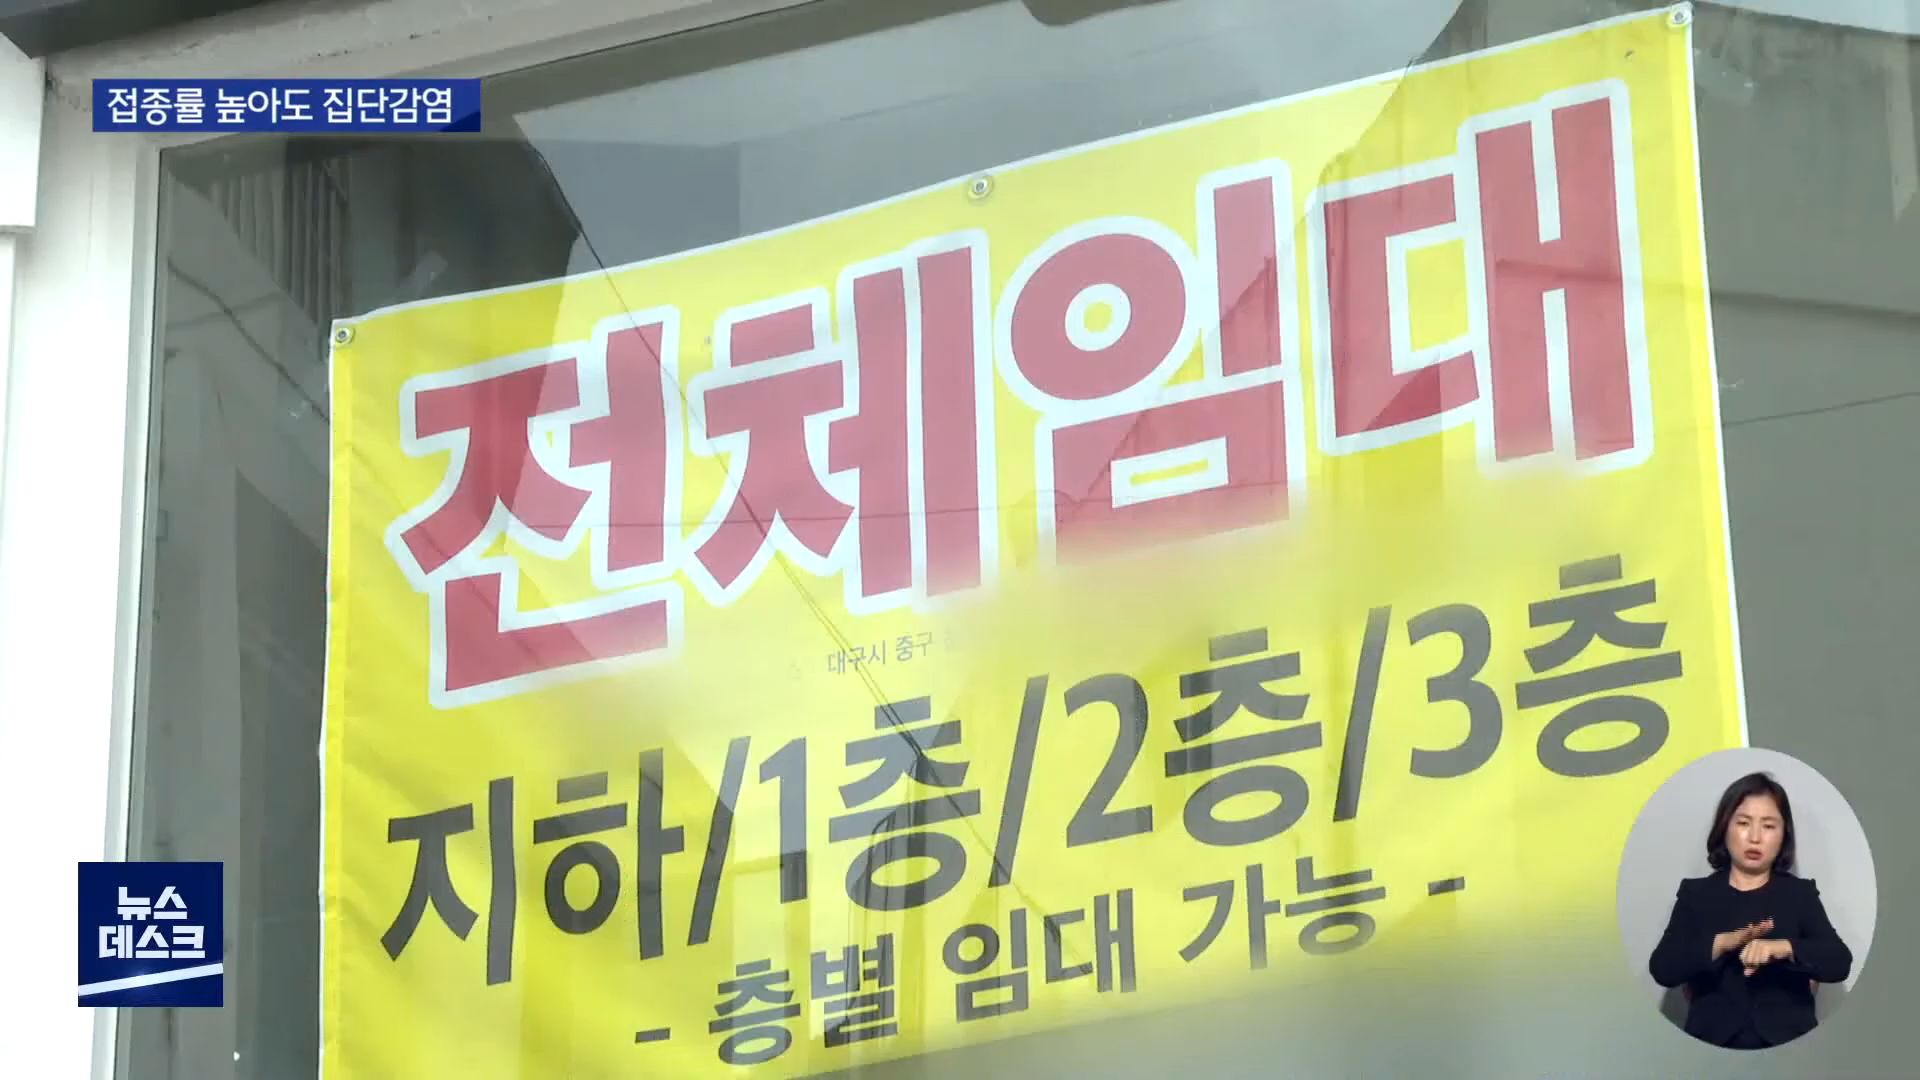 접종률 높아도 집단감염
전체임대
대구시 중구
지하/1층/2층/3층
- 층별 임대 가능 -
뉴스
데스크